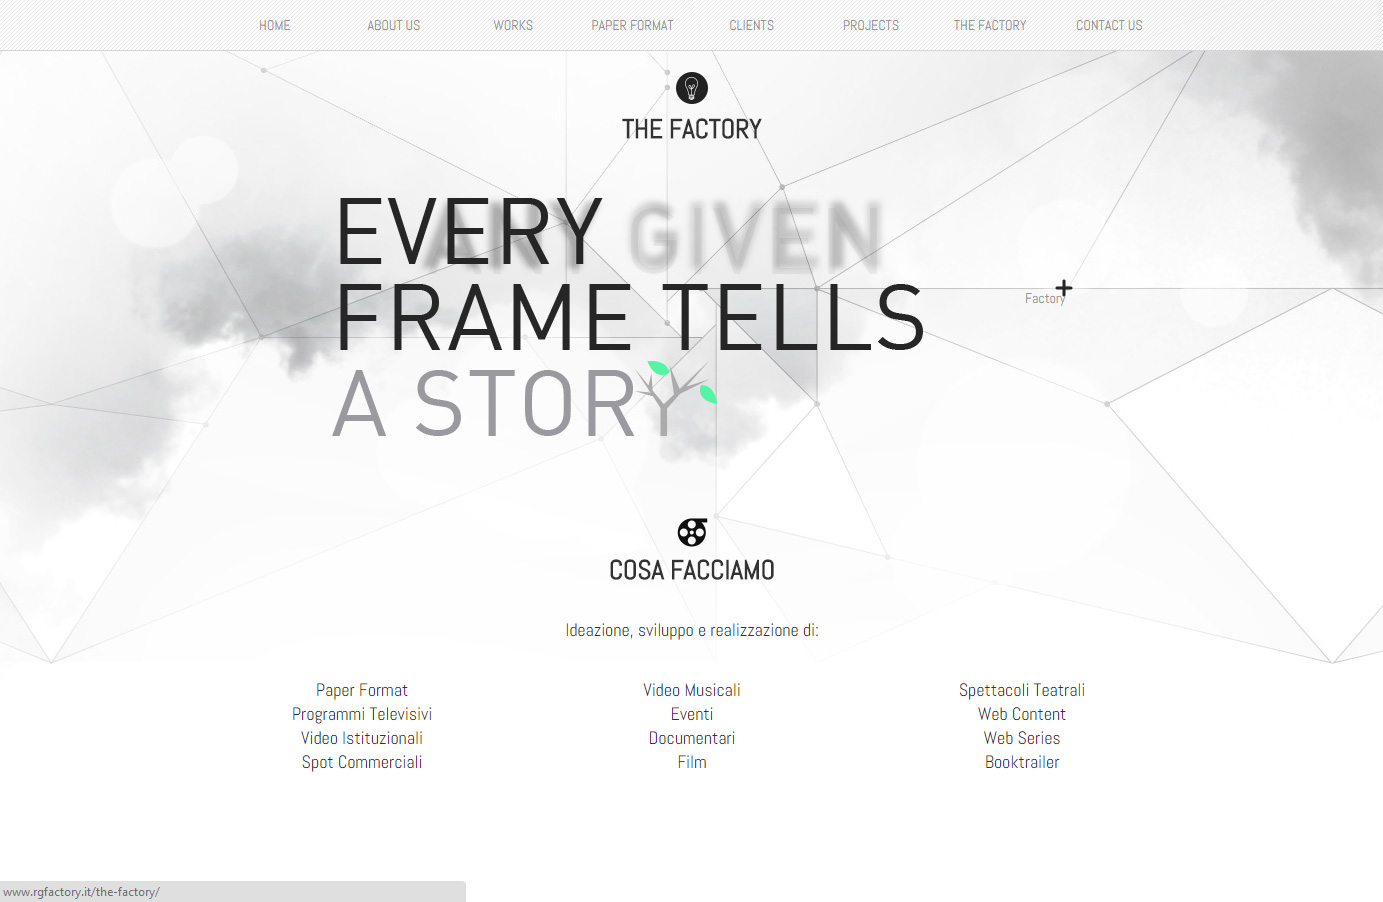 HOME ABOUT US WORKS PAPER FORMAT CLIENTS PROJECTS THE FACTORY CONTACT US
THE FACTORY
ANY GIVEN
EVERY
FRAME TELLS
A STORY
Factory
COSA FACCIAMO
Ideazione, sviluppo e realizzazione di:
Paper Format Video Musicali Spettacoli Teatrali
Programmi Televisivi Eventi Web Content
Video Istituzionali Documentari Web Series
Spot Commerciali Film Booktrailer
www.rgfactory.it/the-factory/